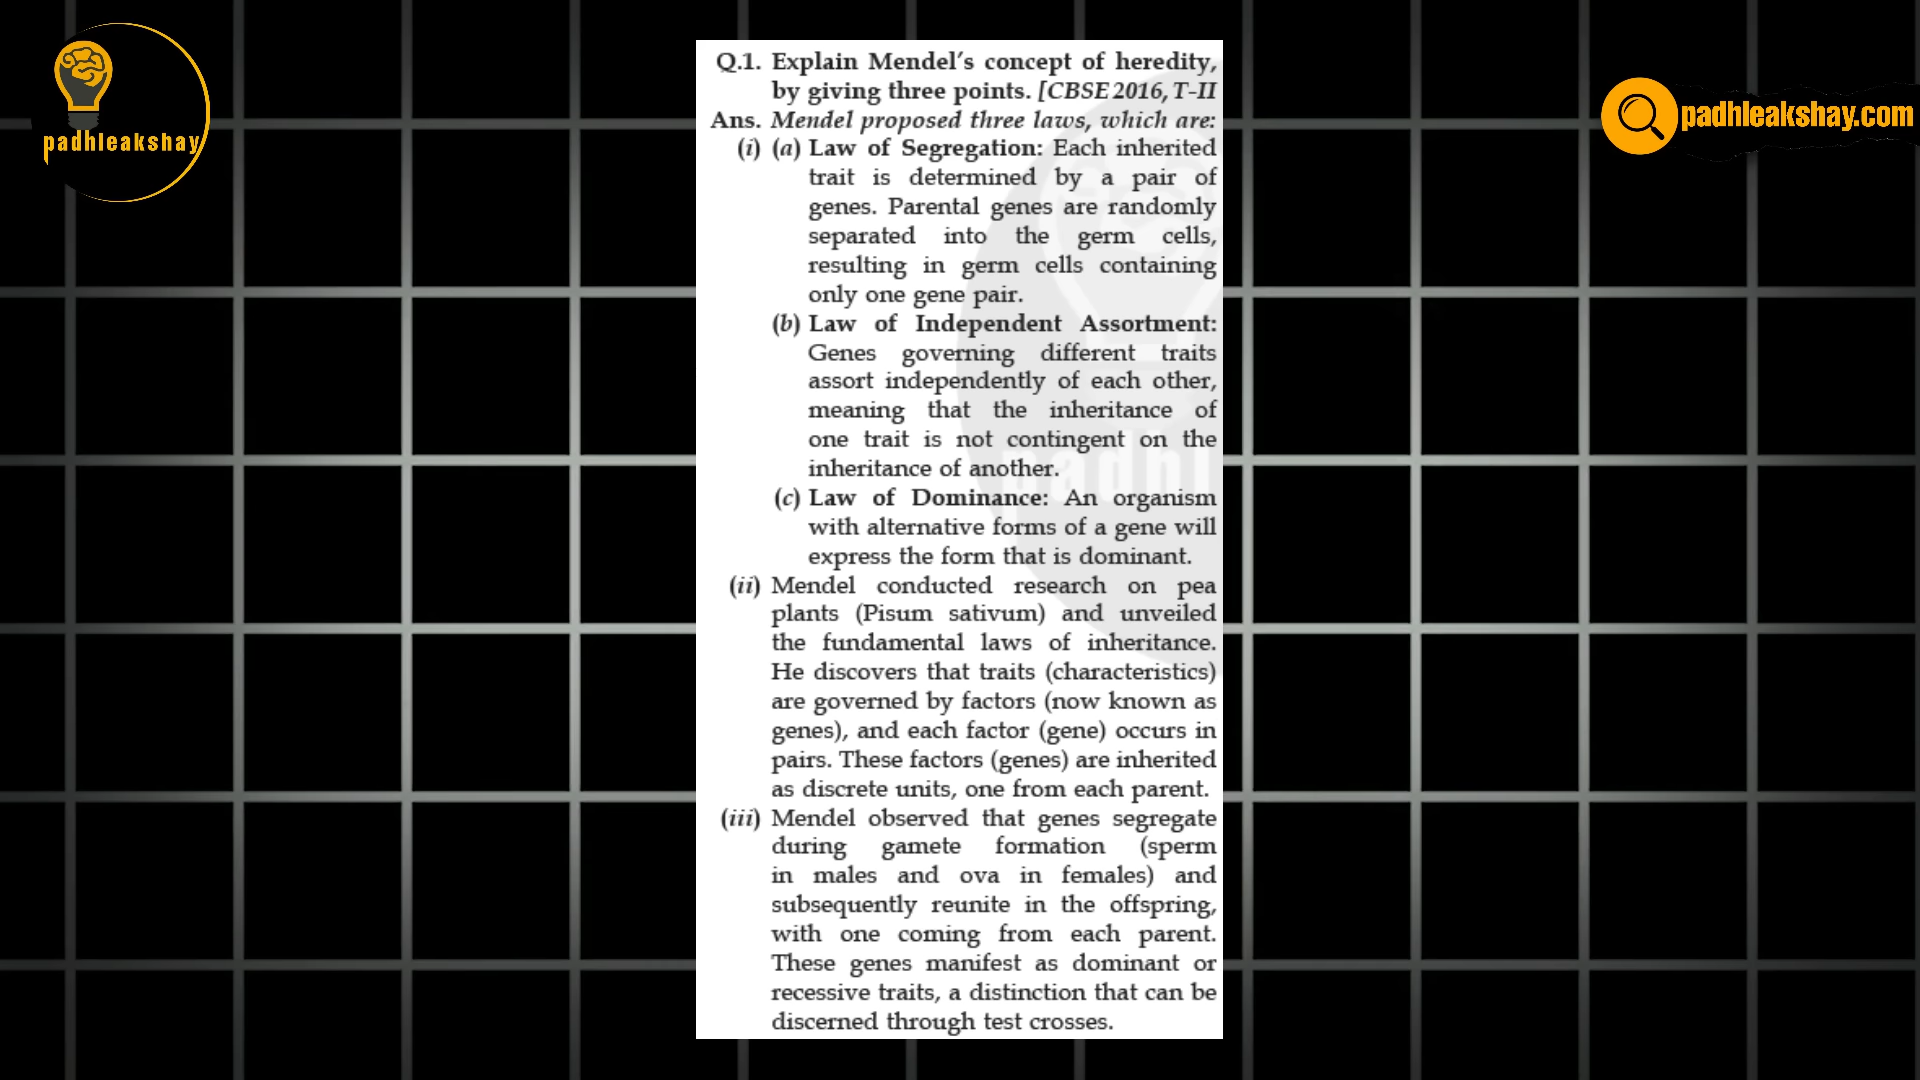 padhleakshay
padhleakshay.com
Q.1. Explain Mendel's concept of heredity,
by giving three points. [CBSE 2016, T-II
Ans. Mendel proposed three laws, which are:
(i) (a) Law of Segregation: Each inherited
trait is determined by a pair of
genes. Parental genes are randomly
separated into the germ cells,
resulting in germ cells containing
only one gene pair.
(b) Law of Independent Assortment:
Genes governing different traits
assort independently of each other,
meaning that the inheritance of
one trait is not contingent on the
inheritance of another.
(c) Law of Dominance: An organism
with alternative forms of a gene will
express the form that is dominant.
(ii) Mendel conducted research on pea
plants (Pisum sativum) and unveiled
the fundamental laws of inheritance.
He discovers that traits (characteristics)
are governed by factors (now known as
genes), and each factor (gene) occurs in
pairs. These factors (genes) are inherited
as discrete units, one from each parent.
(iii) Mendel observed that genes segregate
during gamete formation (sperm
in males and ova in females) and
subsequently reunite in the offspring,
with one coming from each parent.
These genes manifest as dominant or
recessive traits, a distinction that can be
discerned through test crosses.
padhl